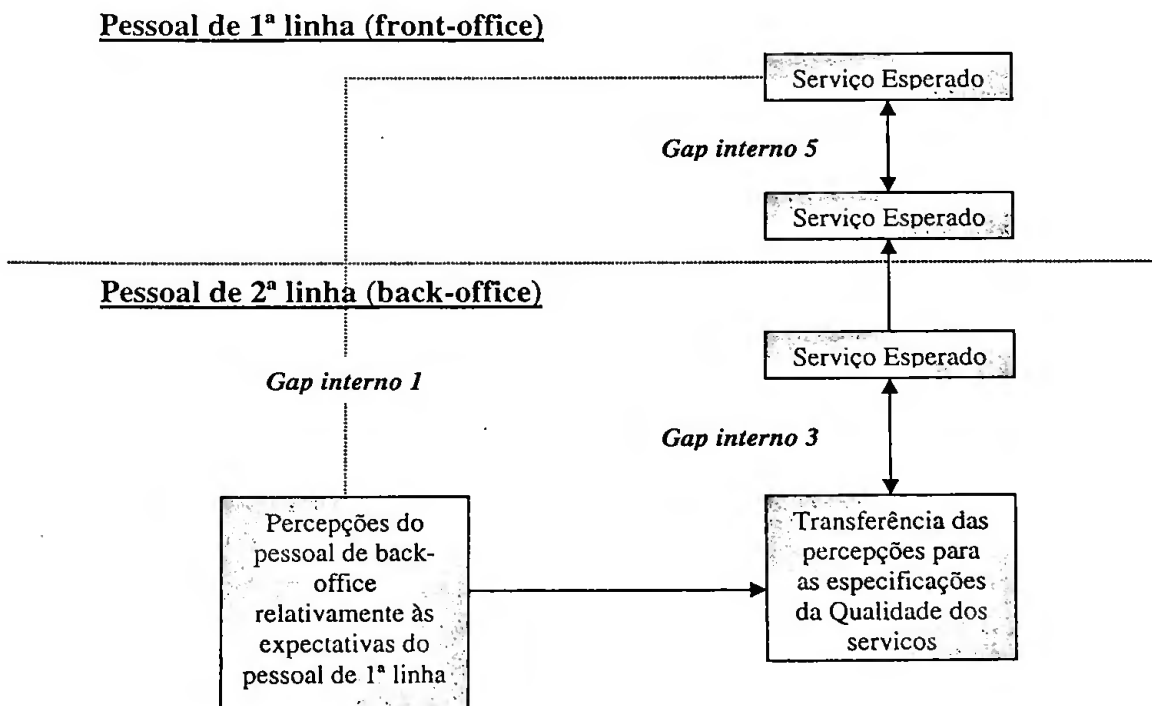 Pessoal de 1ª linha (front-office)
Serviço Esperado
Gap interno 5
Serviço Esperado
Pessoal de 2ª linha (back-office)
Serviço Esperado
Gap interno 1
Gap interno 3
Percepções do
pessoal de back-
office
relativamente às
expectativas do
pessoal de 1ª linha
Transferência das
percepções para
as especificações
da Qualidade dos
servicos